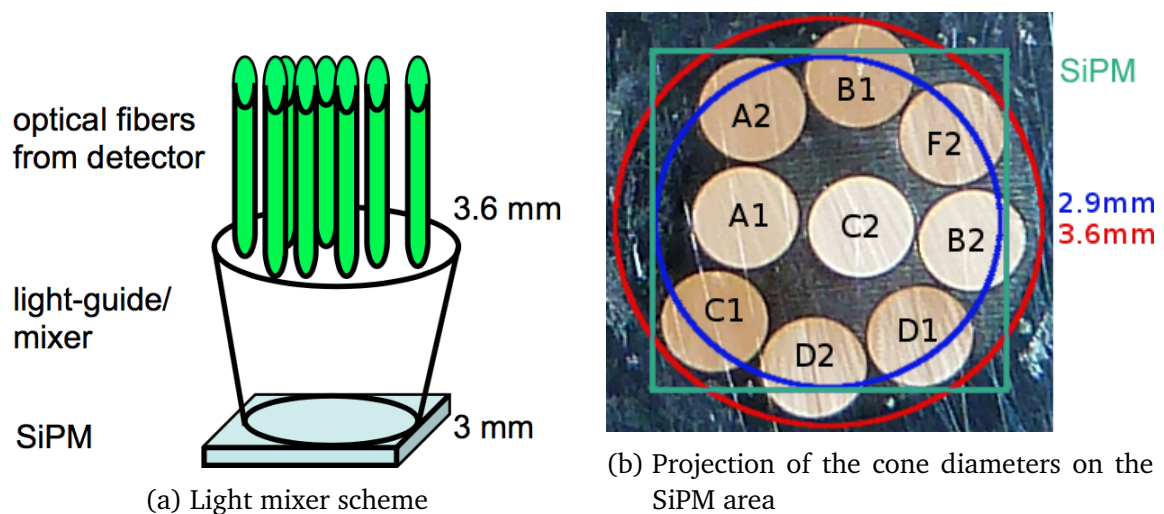 optical fibers
from detector
3.6 mm
light-guide/
mixer
SiPM
3 mm
(a) Light mixer scheme
SiPM
B1
A2
F2
A1
C2
B2
2.9mm
3.6mm
C1
D1
D2
(b) Projection of the cone diameters on the
SiPM area